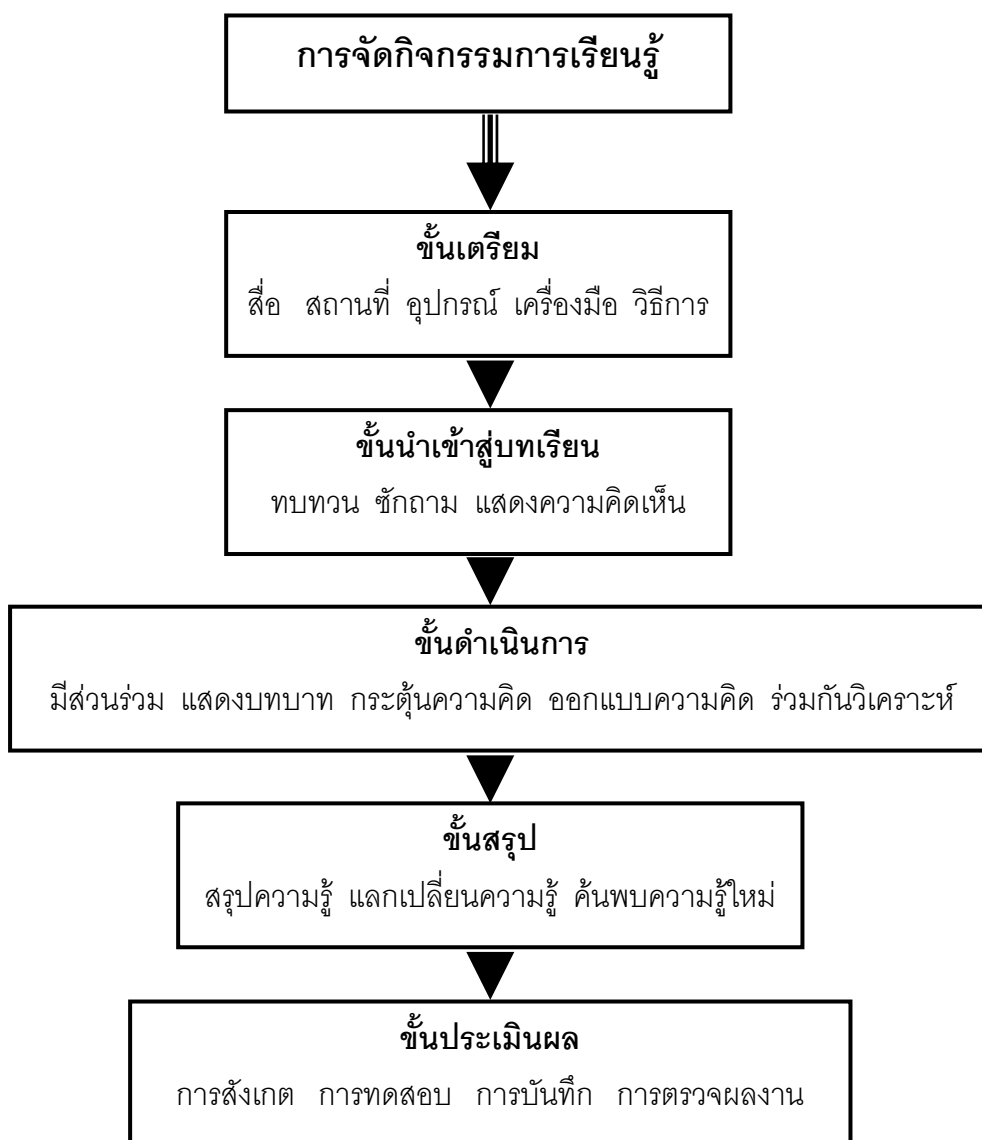 การจัดกิจกรรมการเรียนรู้
ขั้นเตรียม
สื่อ สถานที่ อุปกรณ์ เครื่องมือ วิธีการ
ขั้นนำเข้าสู่บทเรียน
ทบทวน ซักถาม แสดงความคิดเห็น
ขั้นดำเนินการ
มีส่วนร่วม แสดงบทบาท กระตุ้นความคิด ออกแบบความคิด ร่วมกันวิเคราะห์
ขั้นสรุป
สรุปความรู้ แลกเปลี่ยนความรู้ ค้นพบความรู้ใหม่
ขั้นประเมินผล
การสังเกต การทดสอบ การบันทึก การตรวจผลงาน